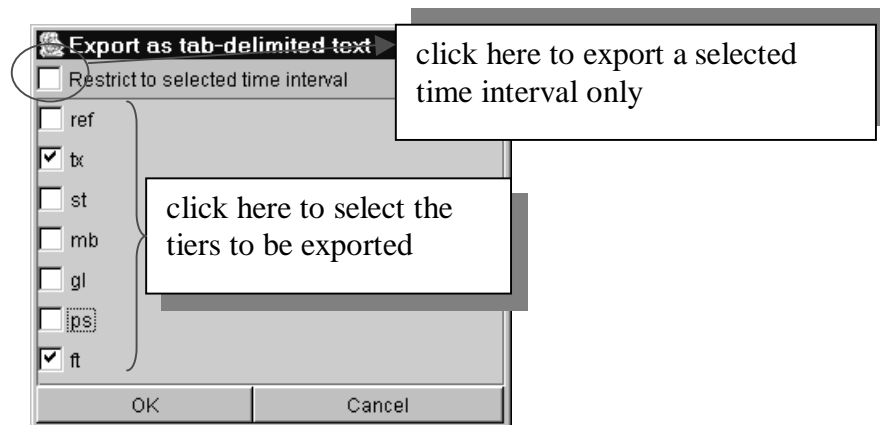 Export as tab-delimited text
click here to export a selected
time interval only
Restrict to selected time interval
ref
tx
st
click here to select the
tiers to be exported
mb
gl
ps
ft
OK
Cancel